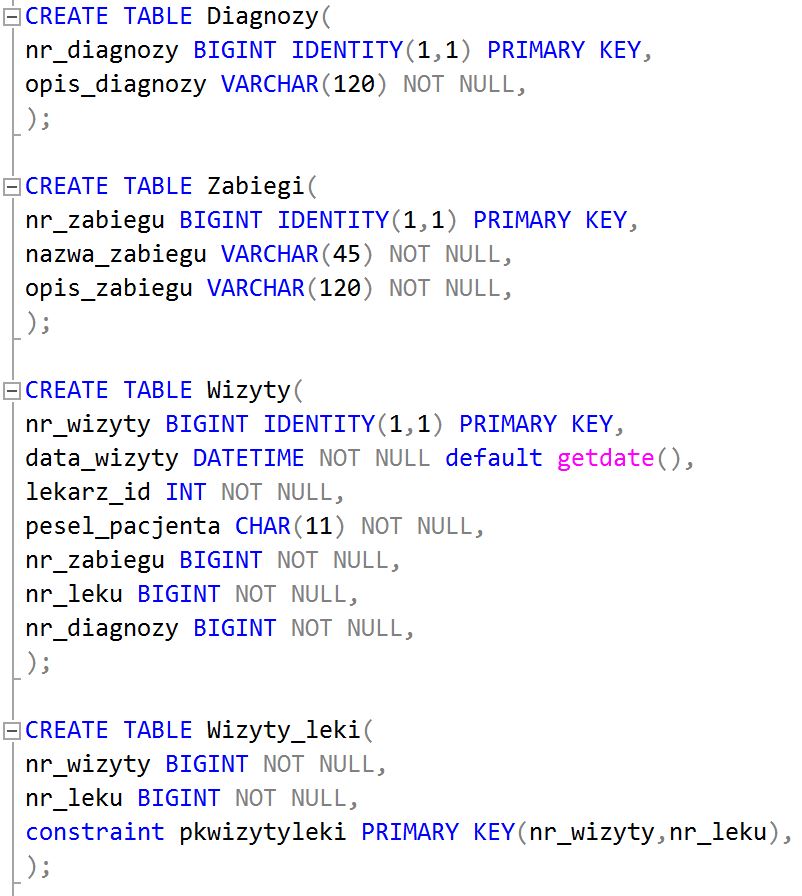 CREATE TABLE Diagnozy(
nr_diagnozy BIGINT IDENTITY(1,1) PRIMARY KEY,
opis_diagnozy VARCHAR(120) NOT NULL,
);
CREATE TABLE Zabiegi(
nr_zabiegu BIGINT IDENTITY(1,1) PRIMARY KEY,
nazwa_zabiegu VARCHAR(45) NOT NULL,
opis_zabiegu VARCHAR(120) NOT NULL,
);
CREATE TABLE Wizyty(
nr_wizyty BIGINT IDENTITY(1,1) PRIMARY KEY,
data_wizyty DATETIME NOT NULL default getdate(),
lekarz_id INT NOT NULL,
pesel_pacjenta CHAR(11) NOT NULL,
nr_zabiegu BIGINT NOT NULL,
nr_leku BIGINT NOT NULL,
nr_diagnozy BIGINT NOT NULL,
);
CREATE TABLE Wizyty_leki(
nr_wizyty BIGINT NOT NULL,
nr_leku BIGINT NOT NULL,
constraint pkwizytyleki PRIMARY KEY(nr_wizyty,nr_leku),
);